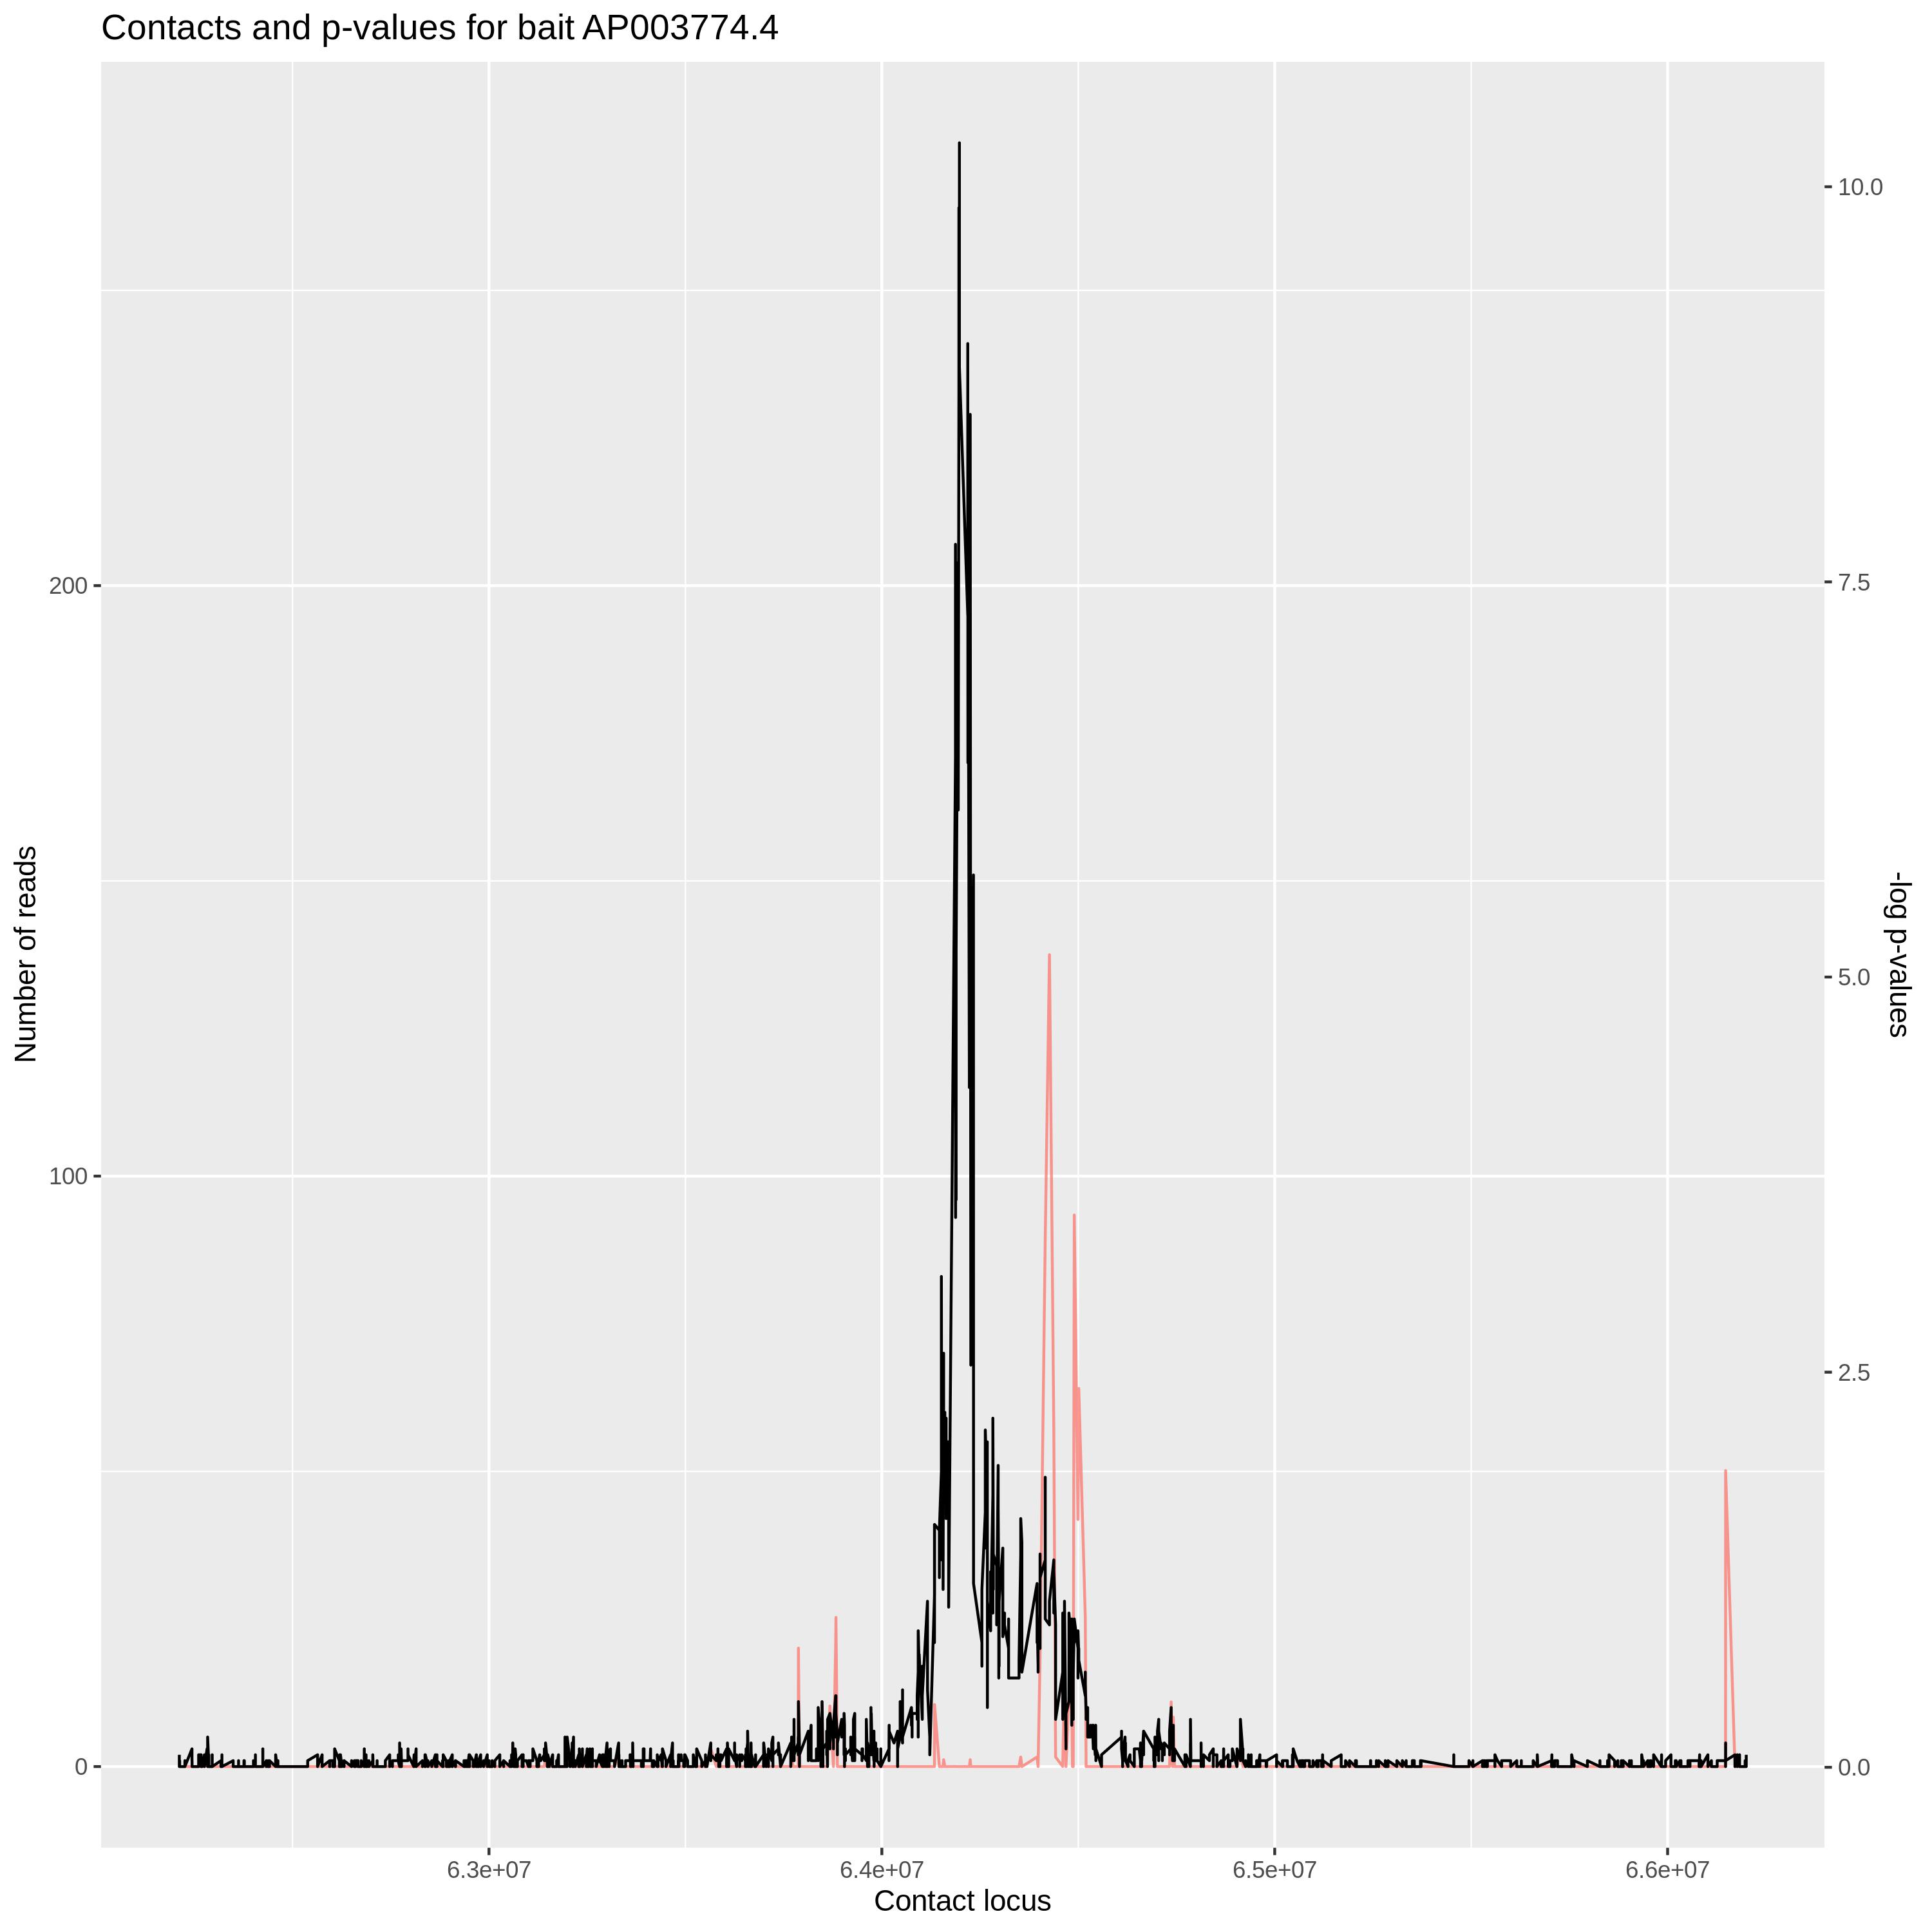 Contacts and p-values for bait AP003774.4
10.0
200
7.5
Number of reads
-log p-values
5.0
100
2.5
0
0.0
6.3e+07
6.4e+07
6.5e+07
6.6e+07
Contact locus